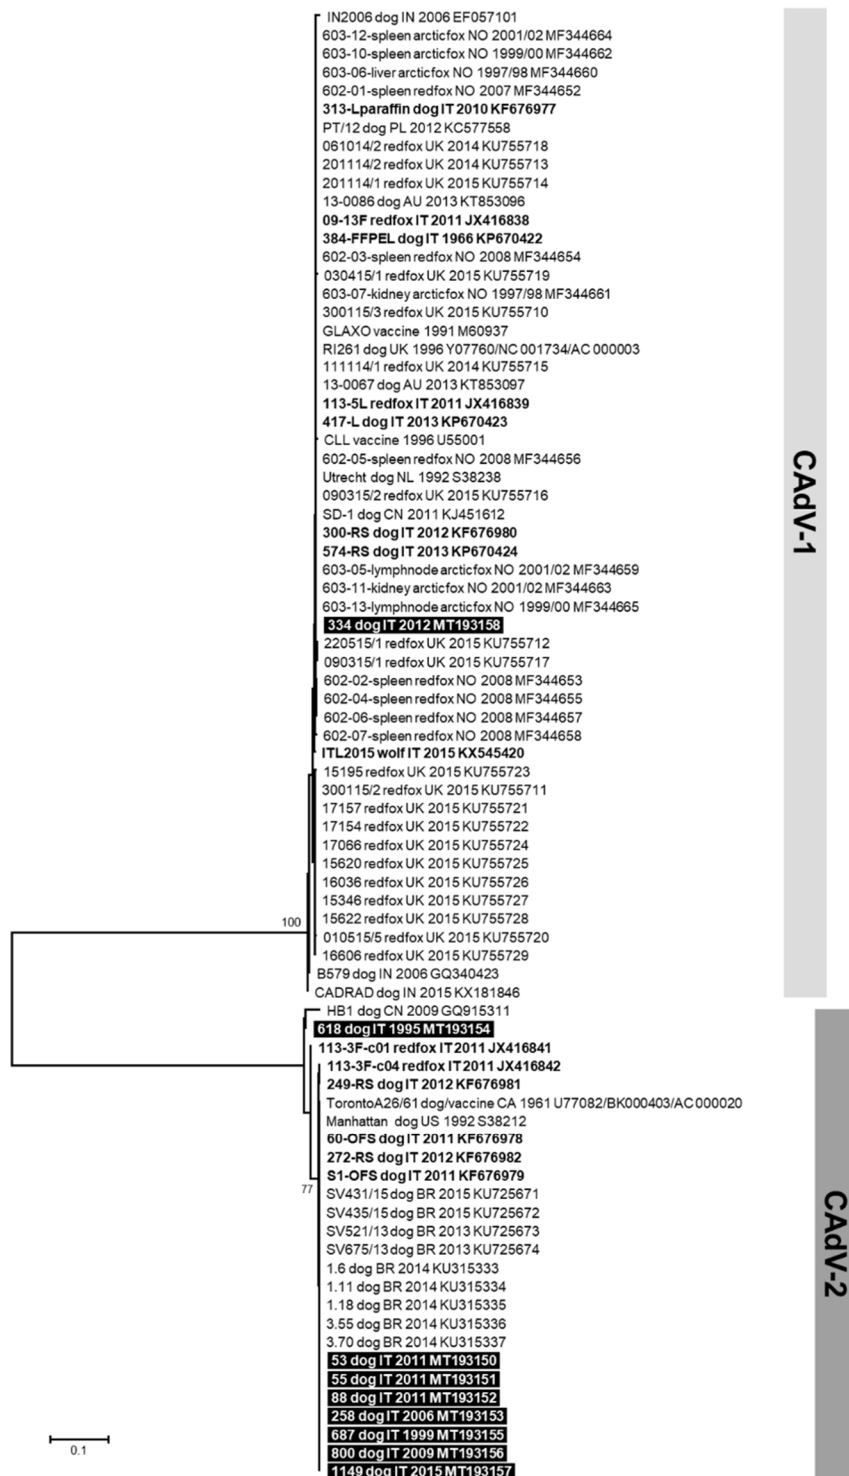 IN2006 dog IN 2006 EF057101
603-12-spleen arcticfox NO 2001/02 MF344664
603-10-spleen arcticfox NO 1999/00 MF344662
603-06-liver arcticfox NO 1997/98 MF344660
602-01-spleen redfox NO 2007 MF344652
313-Lparaffin dog IT 2010 KF676977
PT/12 dog PL 2012 KC577558
061014/2 redfox UK 2014 KU755718
201114/2 redfox UK 2014 KU755713
201114/1 redfox UK 2015 KU755714
13-0086 dog AU 2013 KT853096
09-13F redfox IT 2011 JX416838
384-FFPEL dog IT 1966 KP670422
602-03-spleen redfox NO 2008 MF344654
030415/1 redfox UK 2015 KU755719
603-07-kidney arcticfox NO 1997/98 MF344661
300115/3 redfox UK 2015 KU755710
GLAXO vaccine 1991 M60937
RI261 dog UK 1996 Y07760/NC 001734/AC 000003
111114/1 redfox UK 2014 KU755715
13-0067 dog AU 2013 KT853097
113-5L redfox IT 2011 JX416839
417-L dog IT 2013 KP670423
CLL vaccine 1996 U55001
602-05-spleen redfox NO 2008 MF344656
Utrecht dog NL 1992 S38238
090315/2 redfox UK 2015 KU755716
SD-1 dog CN 2011 KJ451612
300-RS dog IT 2012 KF676980
574-RS dog IT 2013 KP670424
603-05-lymphnode arcticfox NO 2001/02 MF344659
603-11-kidney arcticfox NO 2001/02 MF344663
603-13-lymphnode arcticfox NO 1999/00 MF344665
334 dog IT 2012 MT193158
220515/1 redfox UK 2015 KU755712
090315/1 redfox UK 2015 KU755717
602-02-spleen redfox NO 2008 MF344653
602-04-spleen redfox NO 2008 MF344655
602-06-spleen redfox NO 2008 MF344657
602-07-spleen redfox NO 2008 MF344658
ITL2015 wolf IT 2015 KX545420
15195 redfox UK 2015 KU755723
300115/2 redfox UK 2015 KU755711
17157 redfox UK 2015 KU755721
17154 redfox UK 2015 KU755722
17066 redfox UK 2015 KU755724
15620 redfox UK 2015 KU755725
16036 redfox UK 2015 KU755726
15346 redfox UK 2015 KU755727
15622 redfox UK 2015 KU755728
010515/5 redfox UK 2015 KU755720
16606 redfox UK 2015 KU755729
B579 dog IN 2006 GQ340423
CADRAD dog IN 2015 KX181846
100
CAdV-1
HB1 dog CN 2009 GQ915311
618 dog IT 1995 MT193154
113-3F-c01 redfox IT 2011 JX416841
113-3F-c04 redfox IT 2011 JX416842
249-RS dog IT 2012 KF676981
TorontoA26/61 dog/vaccine CA 1961 U77082/BK000403/AC 000020
Manhattan dog US 1992 S38212
60-OFS dog IT 2011 KF676978
272-RS dog IT 2012 KF676982
S1-OFS dog IT 2011 KF676979
77
SV431/15 dog BR 2015 KU725671
SV435/15 dog BR 2015 KU725672
SV521/13 dog BR 2013 KU725673
SV675/13 dog BR 2013 KU725674
1.6 dog BR 2014 KU315333
1.11 dog BR 2014 KU315334
1.18 dog BR 2014 KU315335
3.55 dog BR 2014 KU315336
3.70 dog BR 2014 KU315337
53 dog IT 2011 MT193150
55 dog IT 2011 MT193151
88 dog IT 2011 MT193152
258 dog IT 2006 MT193153
687 dog IT 1999 MT193155
800 dog IT 2009 MT193156
1149 dog IT 2015 MT193157
CAdV-2
0.1